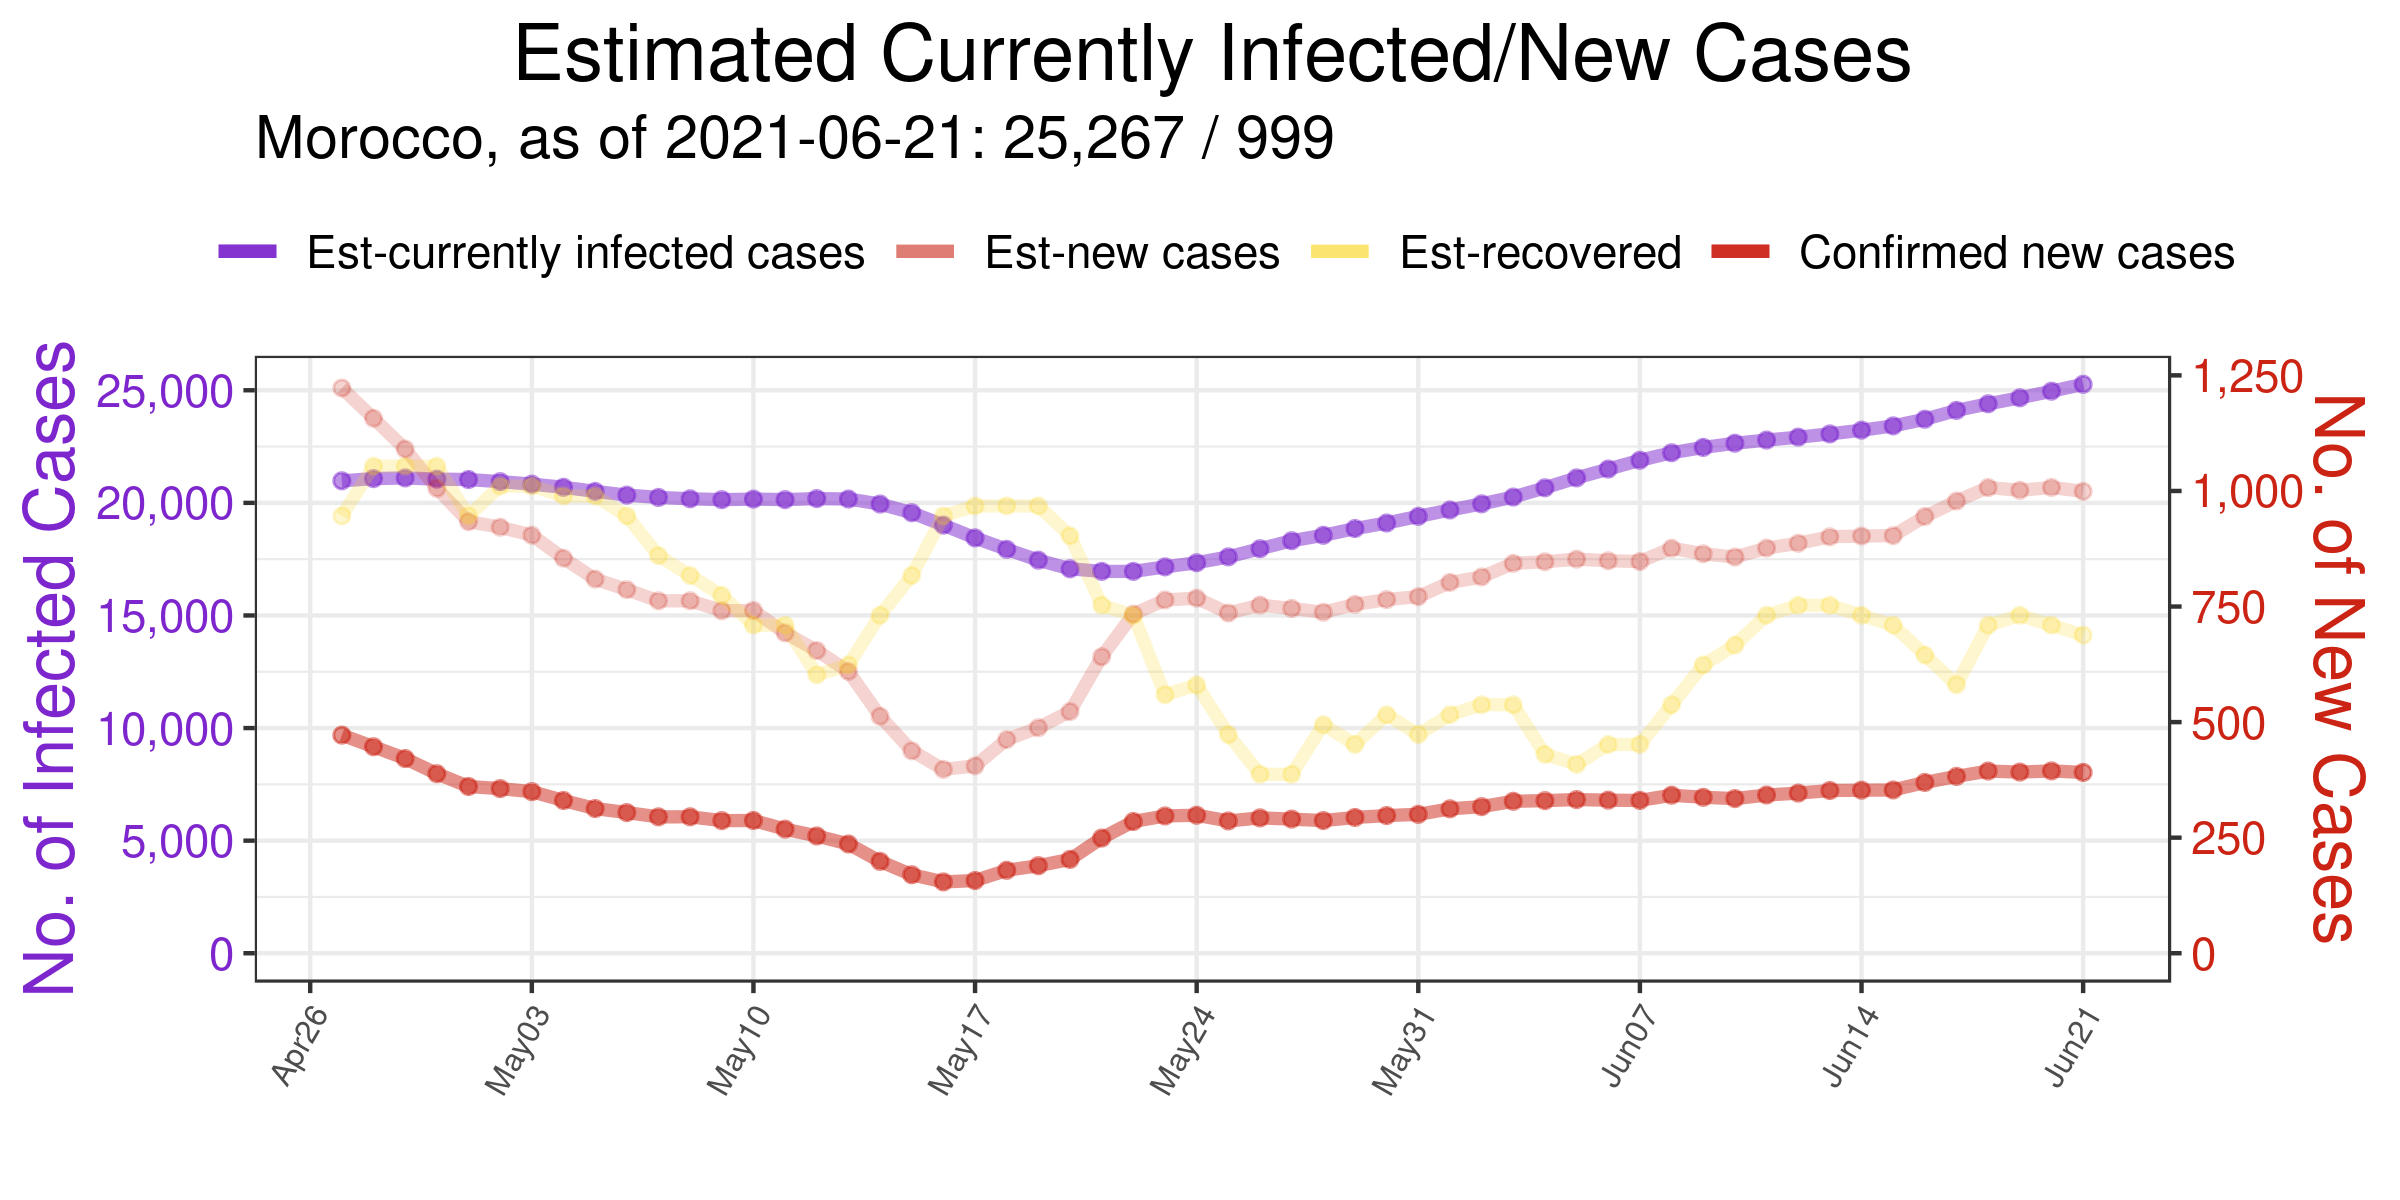 Estimated Currently Infected/New Cases
Morocco, as of 2021-06-21: 25,267 / 999
Est-currently infected cases
Est-new cases
Est-recovered
Confirmed new cases
No. of Infected Cases
25,000
20,000
15,000
10,000
5,000
0
1,250
1,000
750
500
250
0
No. of New Cases
Apr26
May03
May10
May17
May24
May31
Jun07
Jun14
Jun21